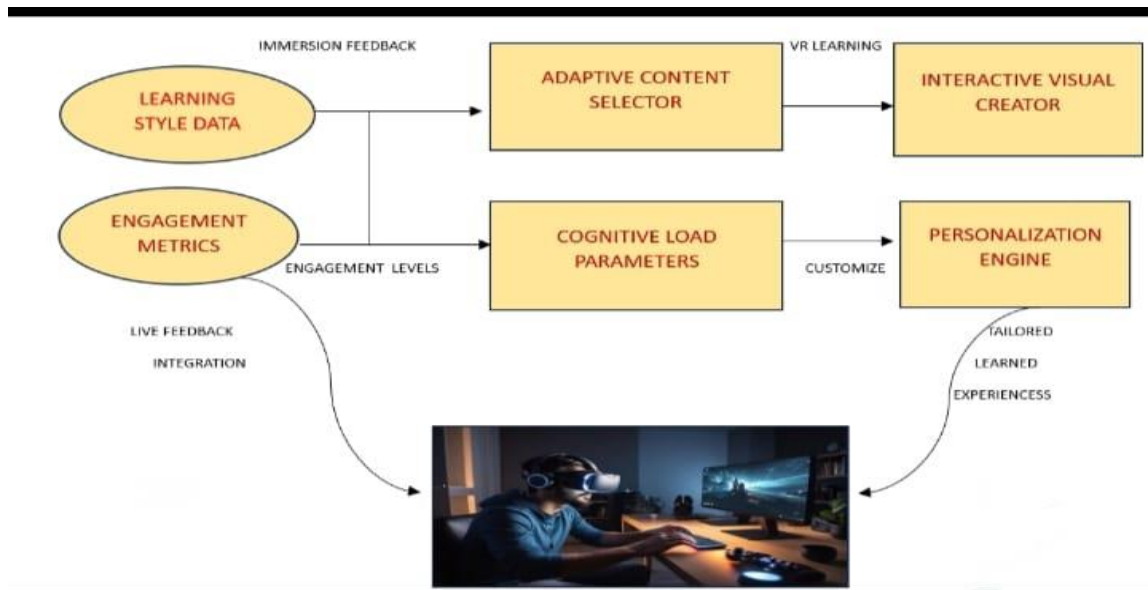 IMMERSION FEEDBACK
VR LEARNING
LEARNING
STYLE DATA
ADAPTIVE CONTENT
SELECTOR
INTERACTIVE VISUAL
CREATOR
ENGAGEMENT
METRICS
ENGAGEMENT LEVELS
COGNITIVE LOAD
PARAMETERS
CUSTOMIZE
PERSONALIZATION
ENGINE
LIVE FEEDBACK
INTEGRATION
TAILORED
LEARNED
EXPERIENCESS